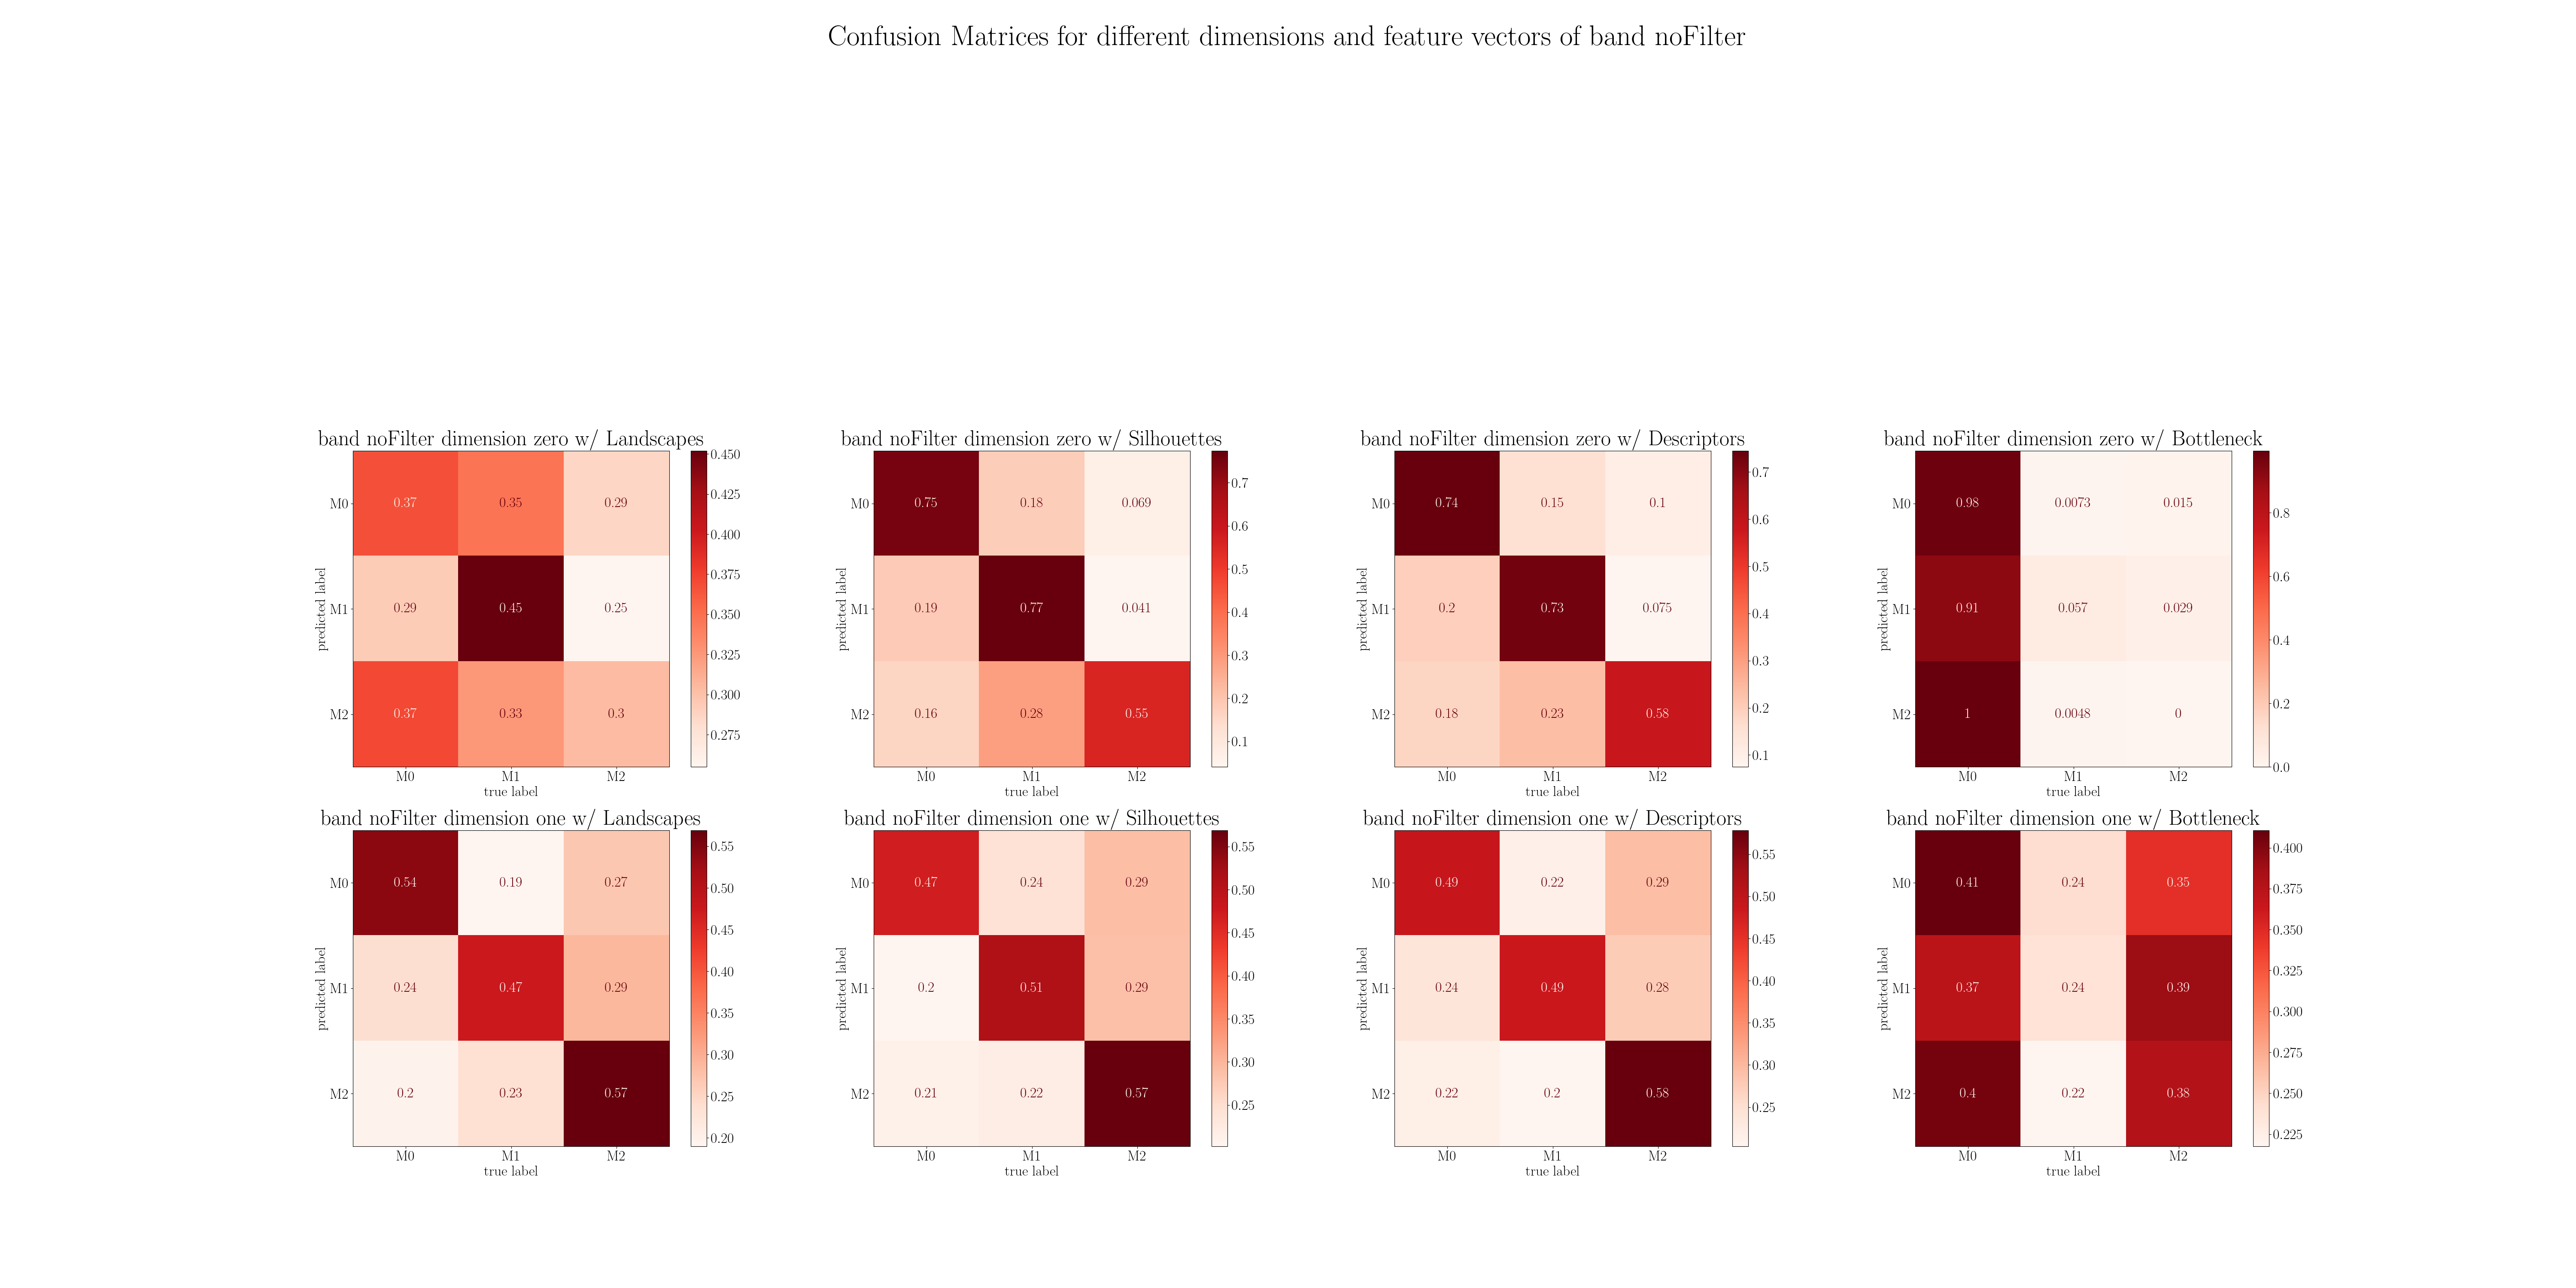 Confusion Matrices for different dimensions and feature vectors of band noFilter
band noFilter dimension zero w/ Landscapes
predicted label
M0 0.37 0.35 0.29
M1 0.29 0.45 0.25
M2 0.37 0.33 0.3
M0 M1 M2
true label
0.450
0.425
0.400
0.375
0.350
0.325
0.300
0.275
band noFilter dimension zero w/ Silhouettes
predicted label
M0 0.75 0.18 0.069
M1 0.19 0.77 0.041
M2 0.16 0.28 0.55
M0 M1 M2
true label
0.7
0.6
0.5
0.4
0.3
0.2
0.1
band noFilter dimension zero w/ Descriptors
predicted label
M0 0.74 0.15 0.1
M1 0.2 0.73 0.075
M2 0.18 0.23 0.58
M0 M1 M2
true label
0.7
0.6
0.5
0.4
0.3
0.2
0.1
band noFilter dimension zero w/ Bottleneck
predicted label
M0 0.98 0.0073 0.015
M1 0.91 0.057 0.029
M2 1 0.0048 0
M0 M1 M2
true label
0.8
0.6
0.4
0.2
0.0
band noFilter dimension one w/ Landscapes
predicted label
M0 0.54 0.19 0.27
M1 0.24 0.47 0.29
M2 0.2 0.23 0.57
M0 M1 M2
true label
0.55
0.50
0.45
0.40
0.35
0.30
0.25
0.20
band noFilter dimension one w/ Silhouettes
predicted label
M0 0.47 0.24 0.29
M1 0.2 0.51 0.29
M2 0.21 0.22 0.57
M0 M1 M2
true label
0.55
0.50
0.45
0.40
0.35
0.30
0.25
band noFilter dimension one w/ Descriptors
predicted label
M0 0.49 0.22 0.29
M1 0.24 0.49 0.28
M2 0.22 0.2 0.58
M0 M1 M2
true label
0.55
0.50
0.45
0.40
0.35
0.30
0.25
band noFilter dimension one w/ Bottleneck
predicted label
M0 0.41 0.24 0.35
M1 0.37 0.24 0.39
M2 0.4 0.22 0.38
M0 M1 M2
true label
0.400
0.375
0.350
0.325
0.300
0.275
0.250
0.225